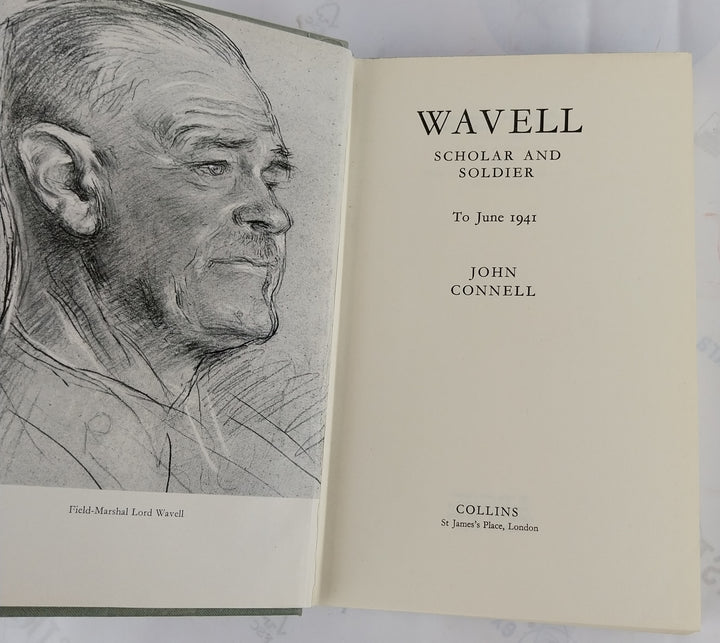 Field-Marshal Lord Wavell
WAVELL
SCHOLAR AND
SOLDIER
To June 1941
JOHN
CONNELL
COLLINS
St James's Place, London